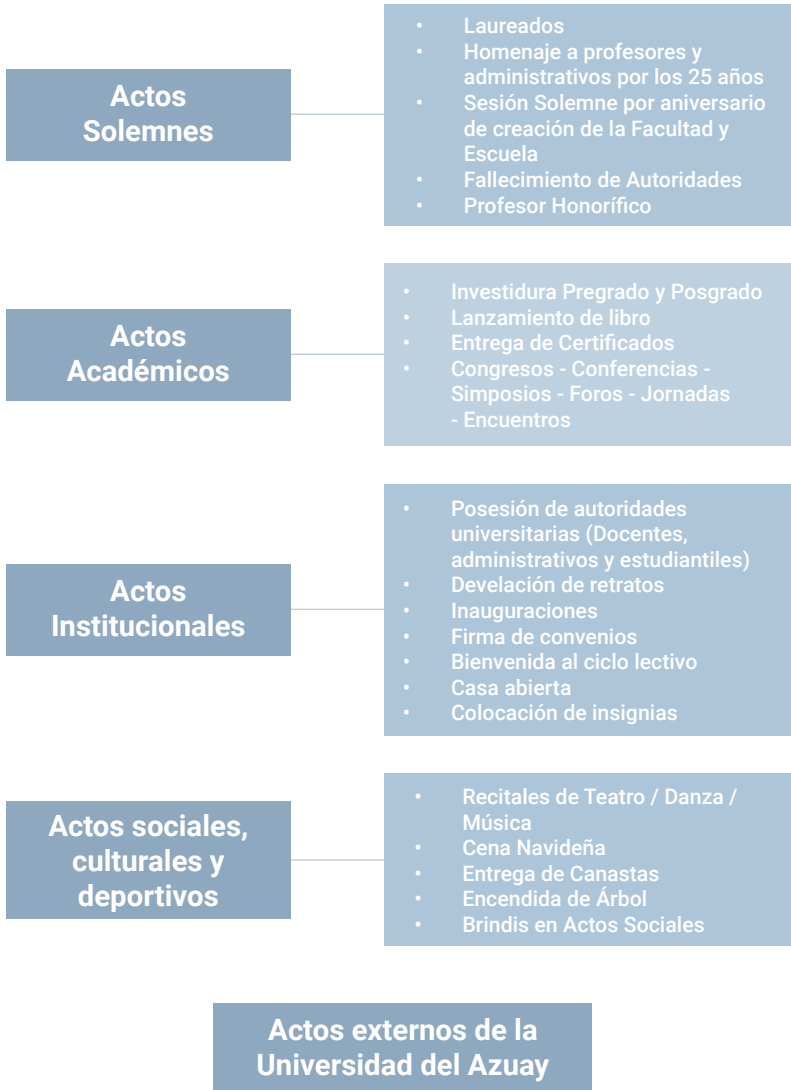 Actos
Solemnes
• Laureados
• Homenaje a profesores y
administrativos por los 25 años
• Sesión Solemne por aniversario
de creación de la Facultad y
Escuela
• Fallecimiento de Autoridades
• Profesor Honorífico
Actos
Académicos
• Investidura Pregrado y Posgrado
• Lanzamiento de libro
• Entrega de Certificados
• Congresos - Conferencias -
Simposios - Foros - Jornadas
- Encuentros
Actos
Institucionales
• Posesión de autoridades
universitarias (Docentes,
administrativos y estudiantiles)
• Develación de retratos
• Inauguraciones
• Firma de convenios
• Bienvenida al ciclo lectivo
• Casa abierta
• Colocación de insignias
Actos sociales,
culturales y
deportivos
• Recitales de Teatro / Danza /
Música
• Cena Navideña
• Entrega de Canastas
• Encendida de Árbol
• Brindis en Actos Sociales
Actos externos de la
Universidad del Azuay